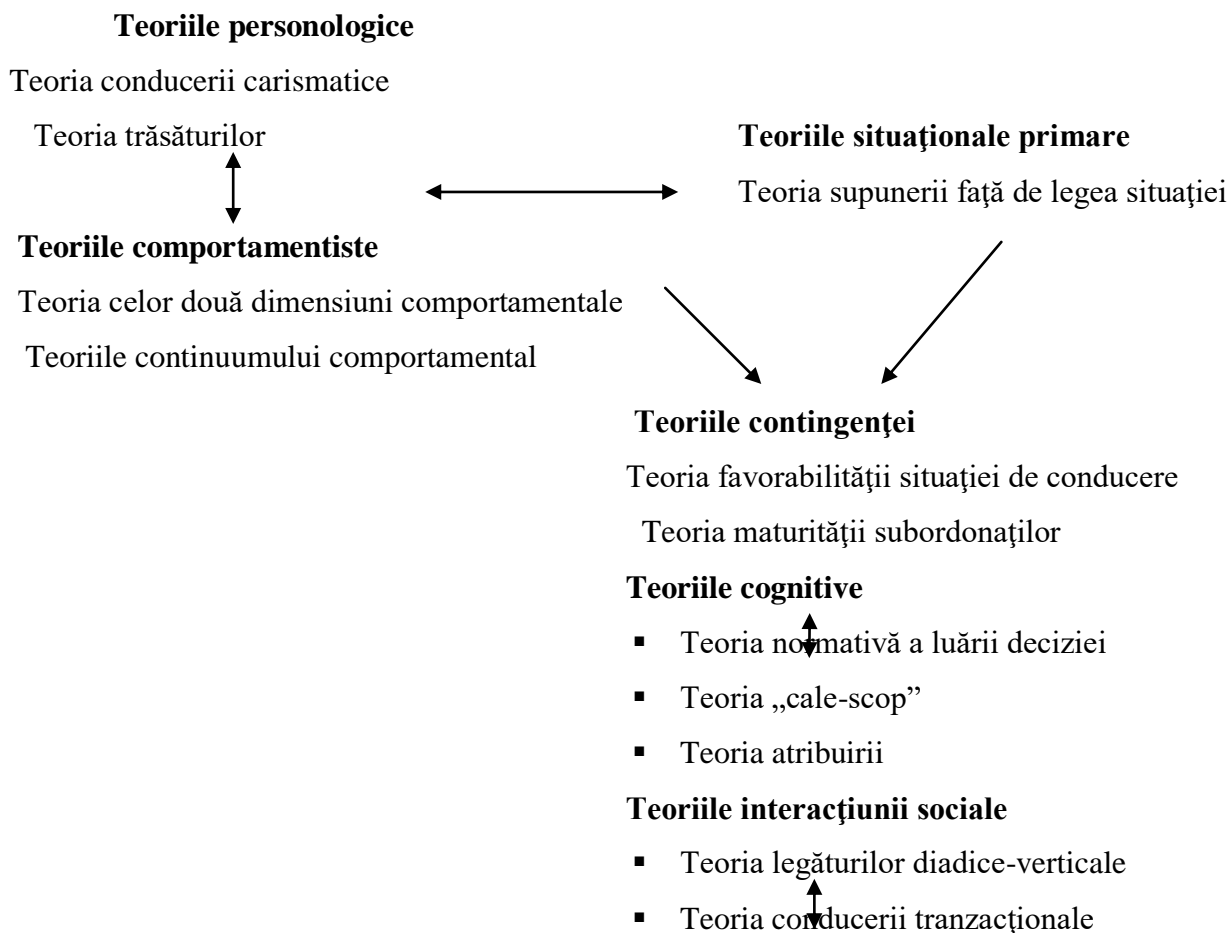 Teoriile personologice
Teoria conducerii carismatice
Teoria trăsăturilor
Teoriile situaţionale primare
Teoria supunerii faţă de legea situaţiei
Teoriile comportamentiste
Teoria celor două dimensiuni comportamentale
Teoriile continuumului comportamental
Teoriile contingenţei
Teoria favorabilităţii situaţiei de conducere
Teoria maturităţii subordonaţilor
Teoriile cognitive
▪ Teoria normativă a luării deciziei
▪ Teoria „cale-scop”
▪ Teoria atribuirii
Teoriile interacţiunii sociale
▪ Teoria legăturilor diadice-verticale
▪ Teoria conducerii tranzacţionale